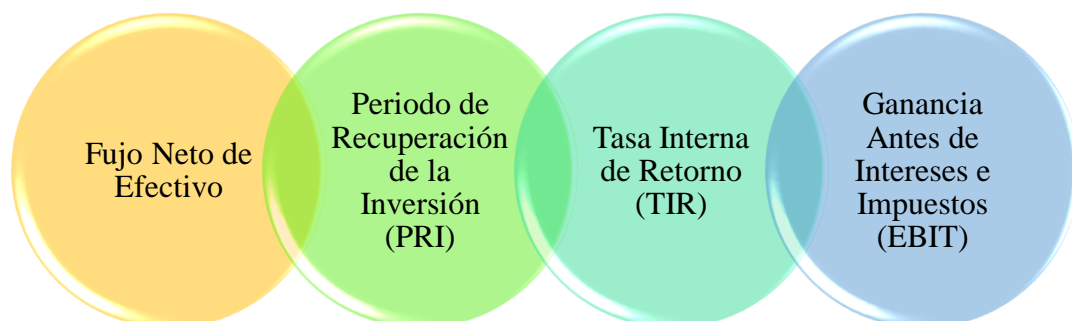 Fujo Neto de
Efectivo
Periodo de
Recuperación
de la
Inversión
(PRI)
Tasa Interna
de Retorno
(TIR)
Ganancia
Antes de
Intereses e
Impuestos
(EBIT)